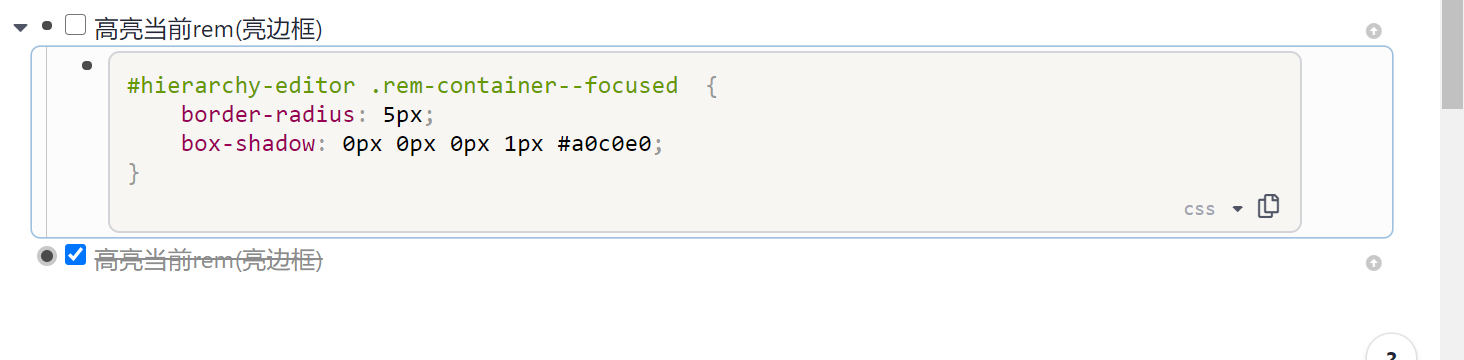 高亮当前rem(亮边框)
#hierarchy-editor .rem-container--focused  {
    border-radius: 5px;
    box-shadow: 0px 0px 0px 1px #a0c0e0;
}
css
高亮当前rem(亮边框)
?